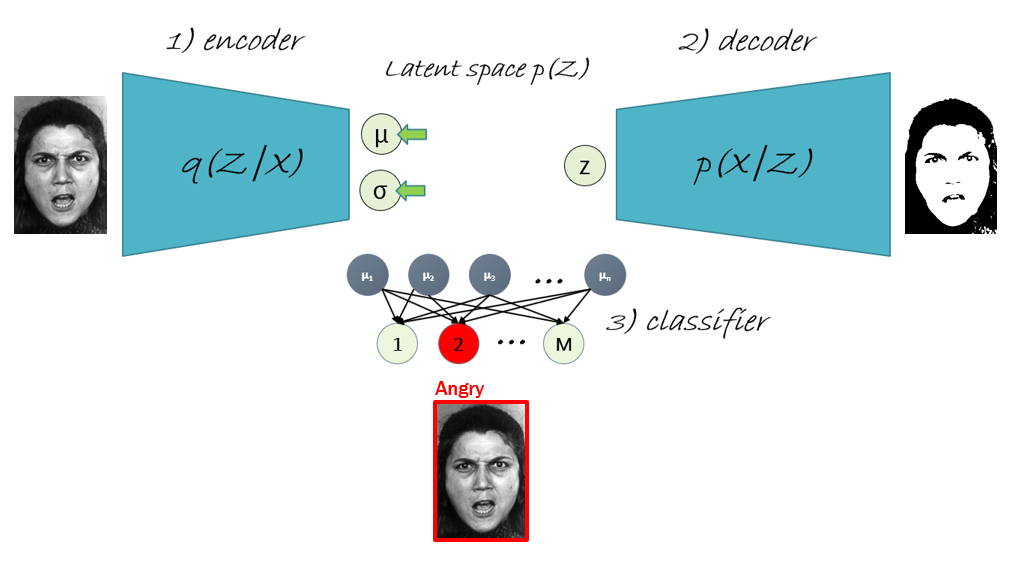 1) encoder
2) decoder
Latent space p(Z)
q(Z|X)
μ
σ
Z
p(X|Z)
μ₁ μ₂ μ₃ ... μₙ
3) classifier
1 2 ... M
Angry